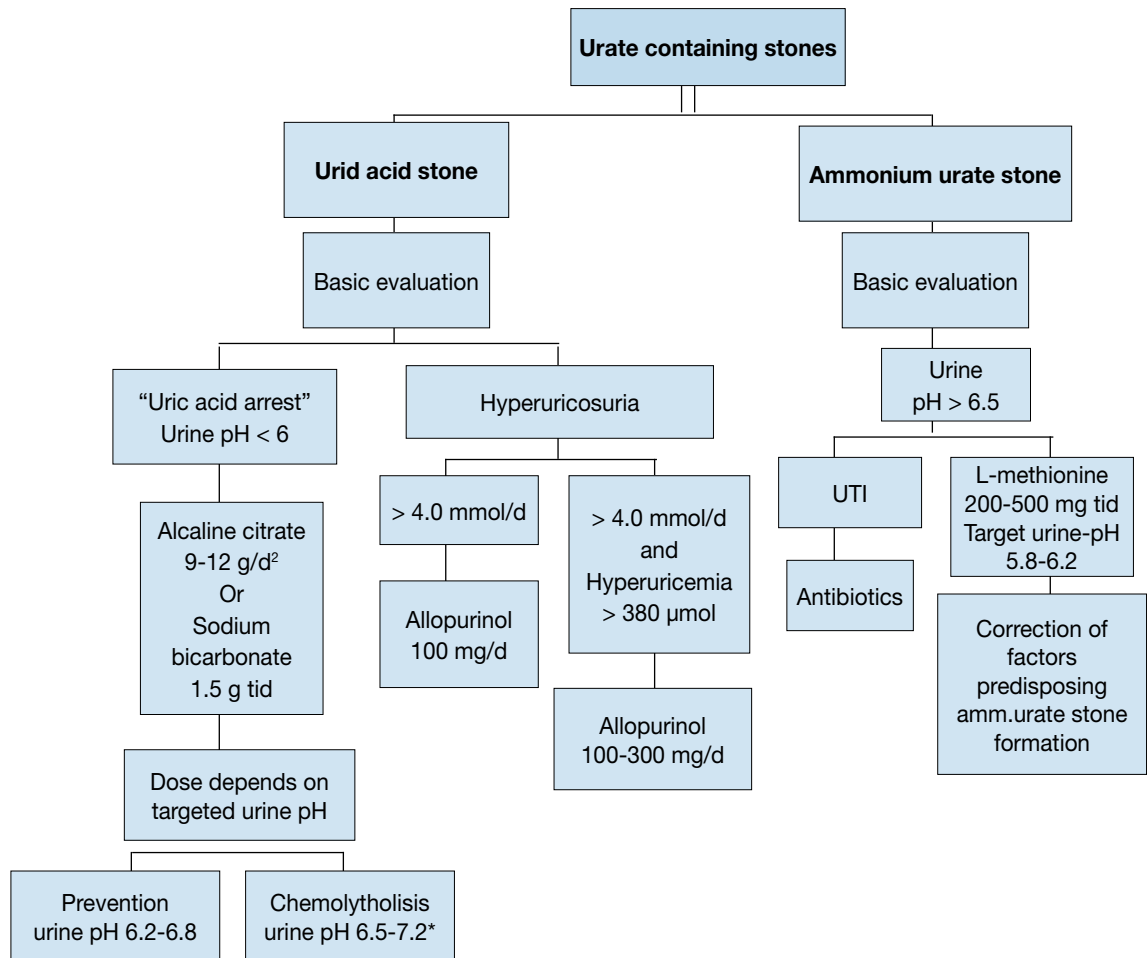 Urate containing stones
Urid acid stone
Ammonium urate stone
Basic evaluation
Basic evaluation
“Uric acid arrest”
Urine pH < 6
Hyperuricosuria
Urine
pH > 6.5
Alcaline citrate
9-12 g/d²
Or
Sodium
bicarbonate
1.5 g tid
> 4.0 mmol/d
> 4.0 mmol/d
and
Hyperuricemia
> 380 µmol
UTI
L-methionine
200-500 mg tid
Target urine-pH
5.8-6.2
Allopurinol
100 mg/d
Antibiotics
Correction of
factors
predisposing
amm.urate stone
formation
Allopurinol
100-300 mg/d
Dose depends on
targeted urine pH
Prevention
urine pH 6.2-6.8
Chemolytholisis
urine pH 6.5-7.2*